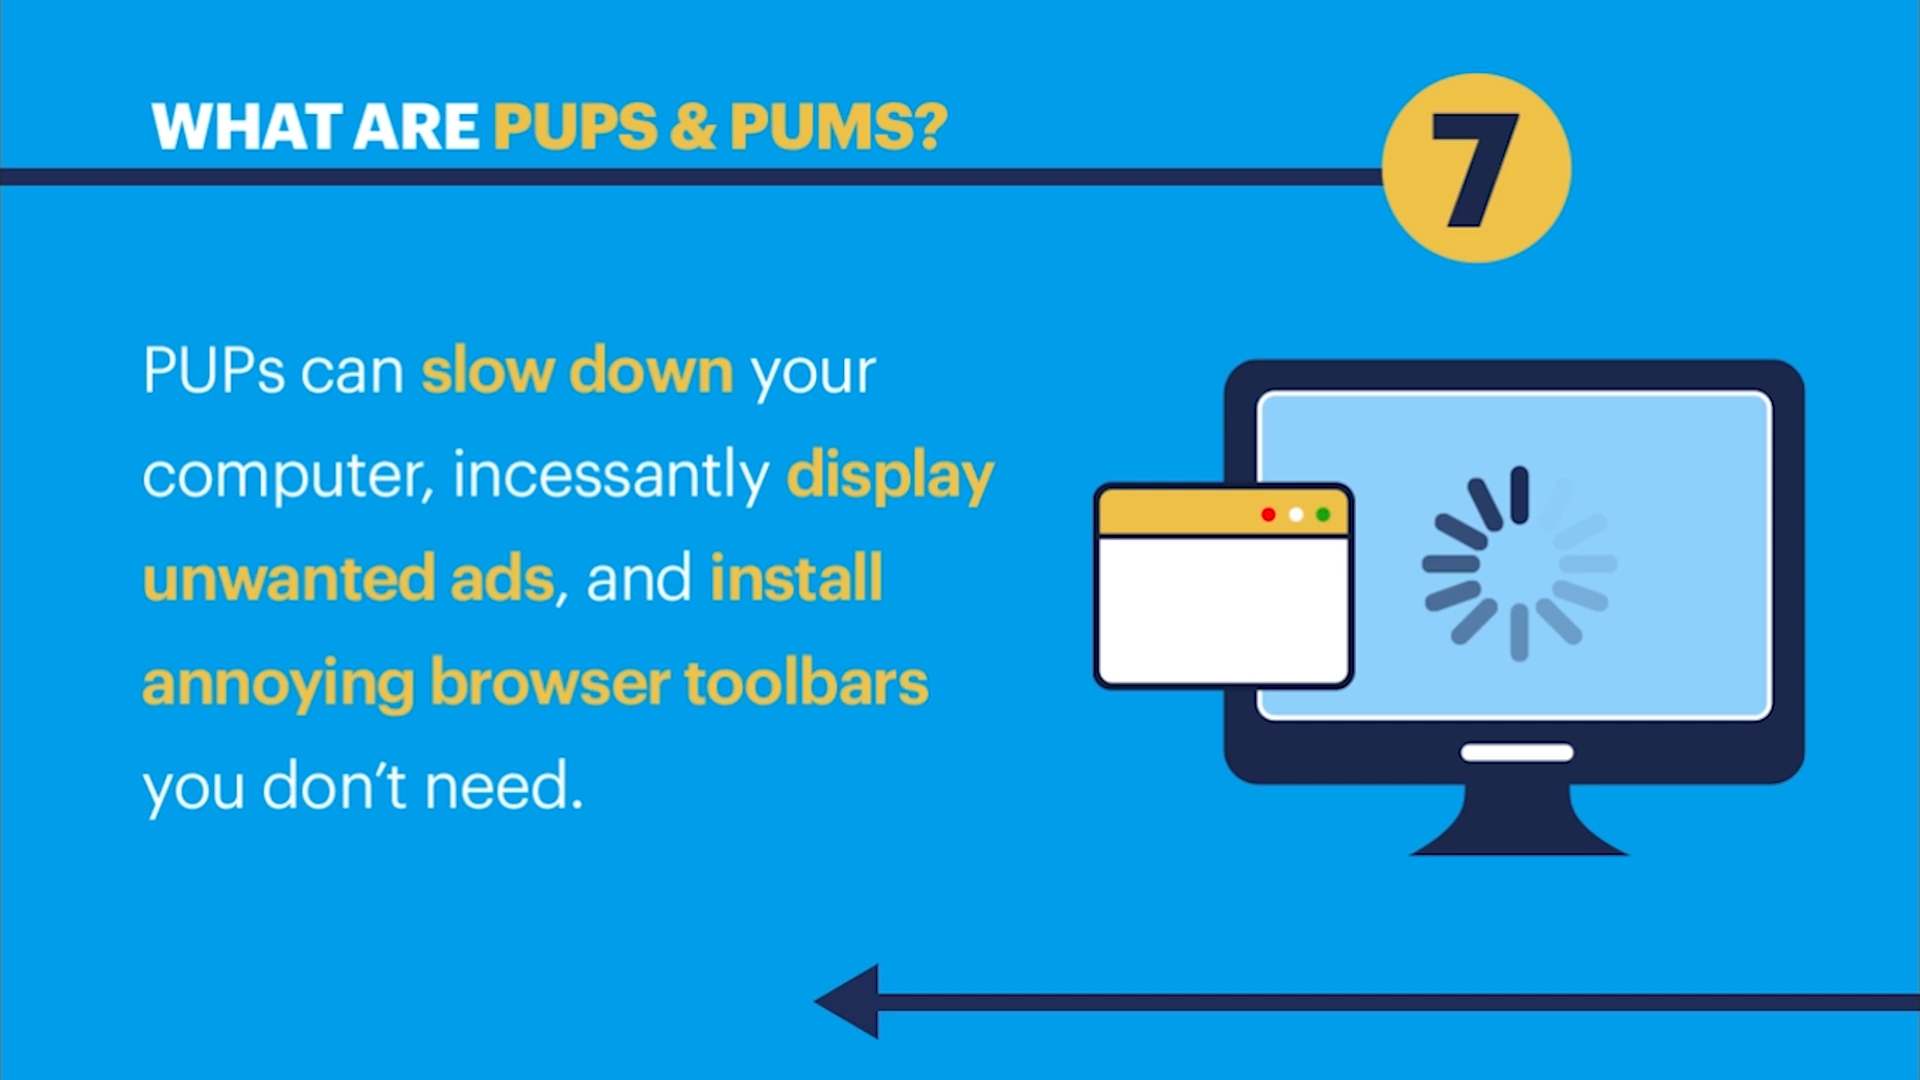 WHAT ARE PUPS & PUMS?
7
PUPs can slow down your
computer, incessantly display
unwanted ads, and install
annoying browser toolbars
you don’t need.